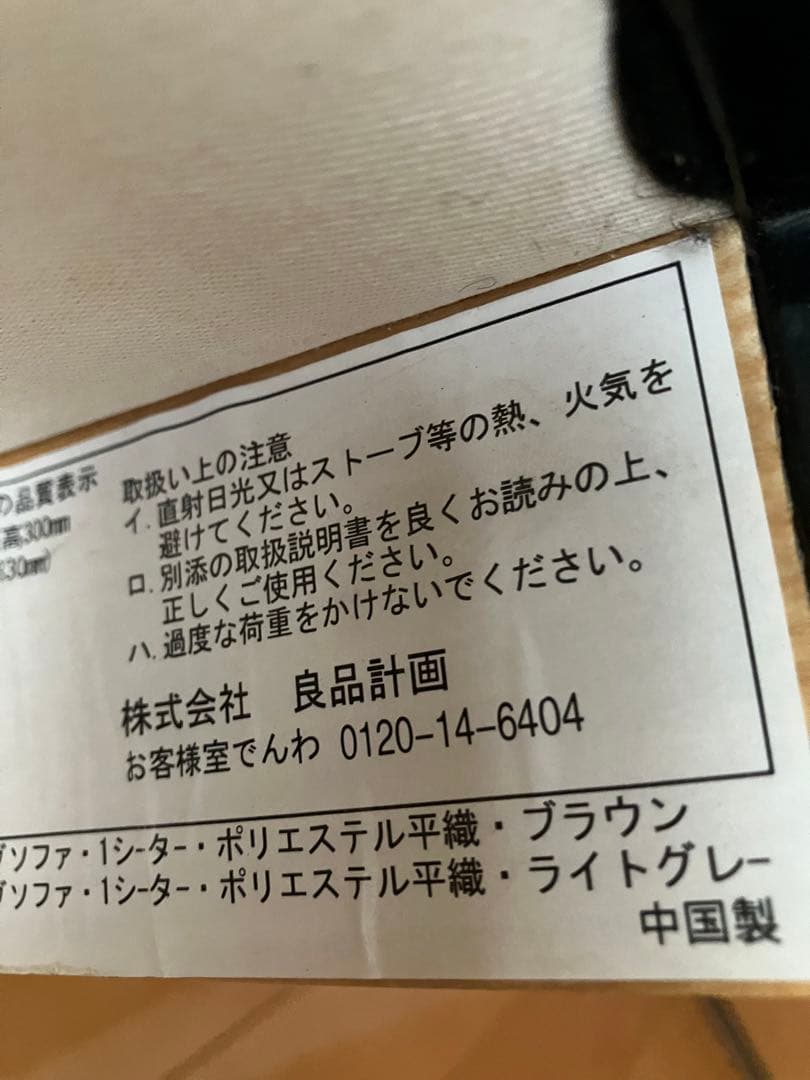 の品質表示
高300mm
30mm)
取扱い上の注意
イ.直射日光又はストーブ等の熱、火気を
避けてください。
ロ.別添の取扱説明書を良くお読みの上、
正しくご使用ください。
ハ.過度な荷重をかけないでください。
株式会社 良品計画
お客様室でんわ 0120-14-6404
ソファ・1シーター・ポリエステル平織・ブラウン
ソファ・1シーター・ポリエステル平織・ライトグレー
中国製